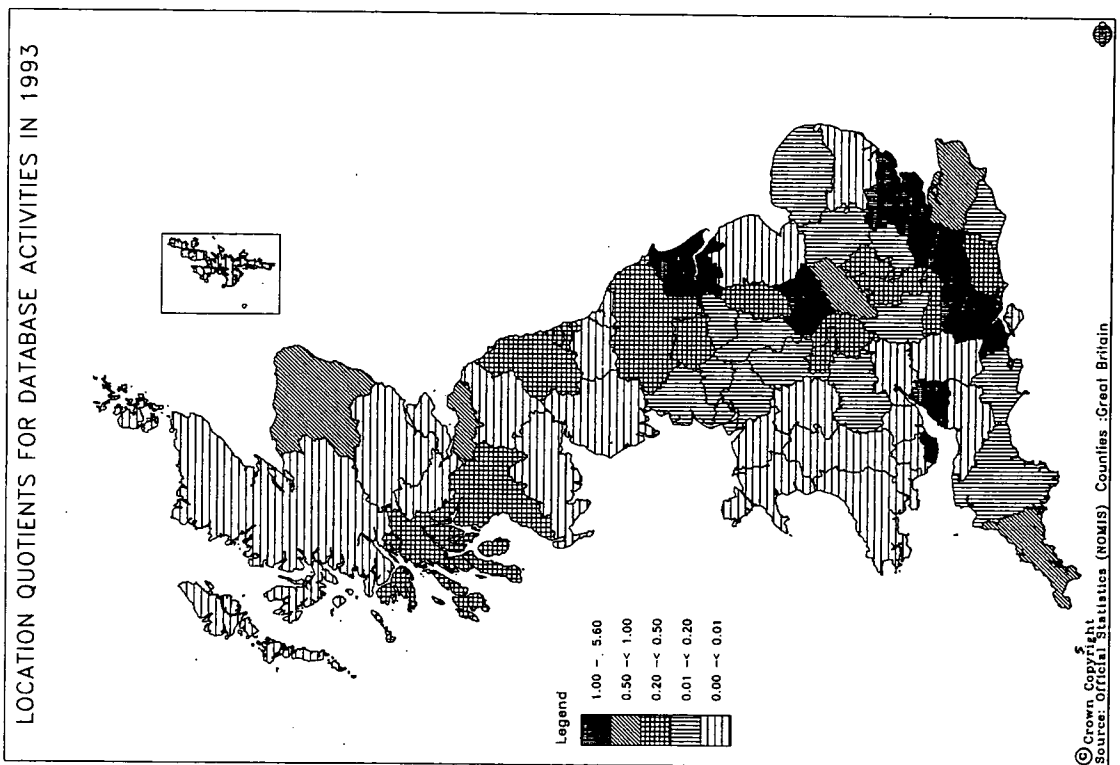 LOCATION QUOTIENTS FOR DATABASE ACTIVITIES IN 1993
Legend
1.00 - 5.60
0.50 -< 1.00
0.20 -< 0.50
0.01 -< 0.20
0.00 -< 0.01
© Crown Copyright
Source: Official Statistics (NOMIS) Counties :Great Britain